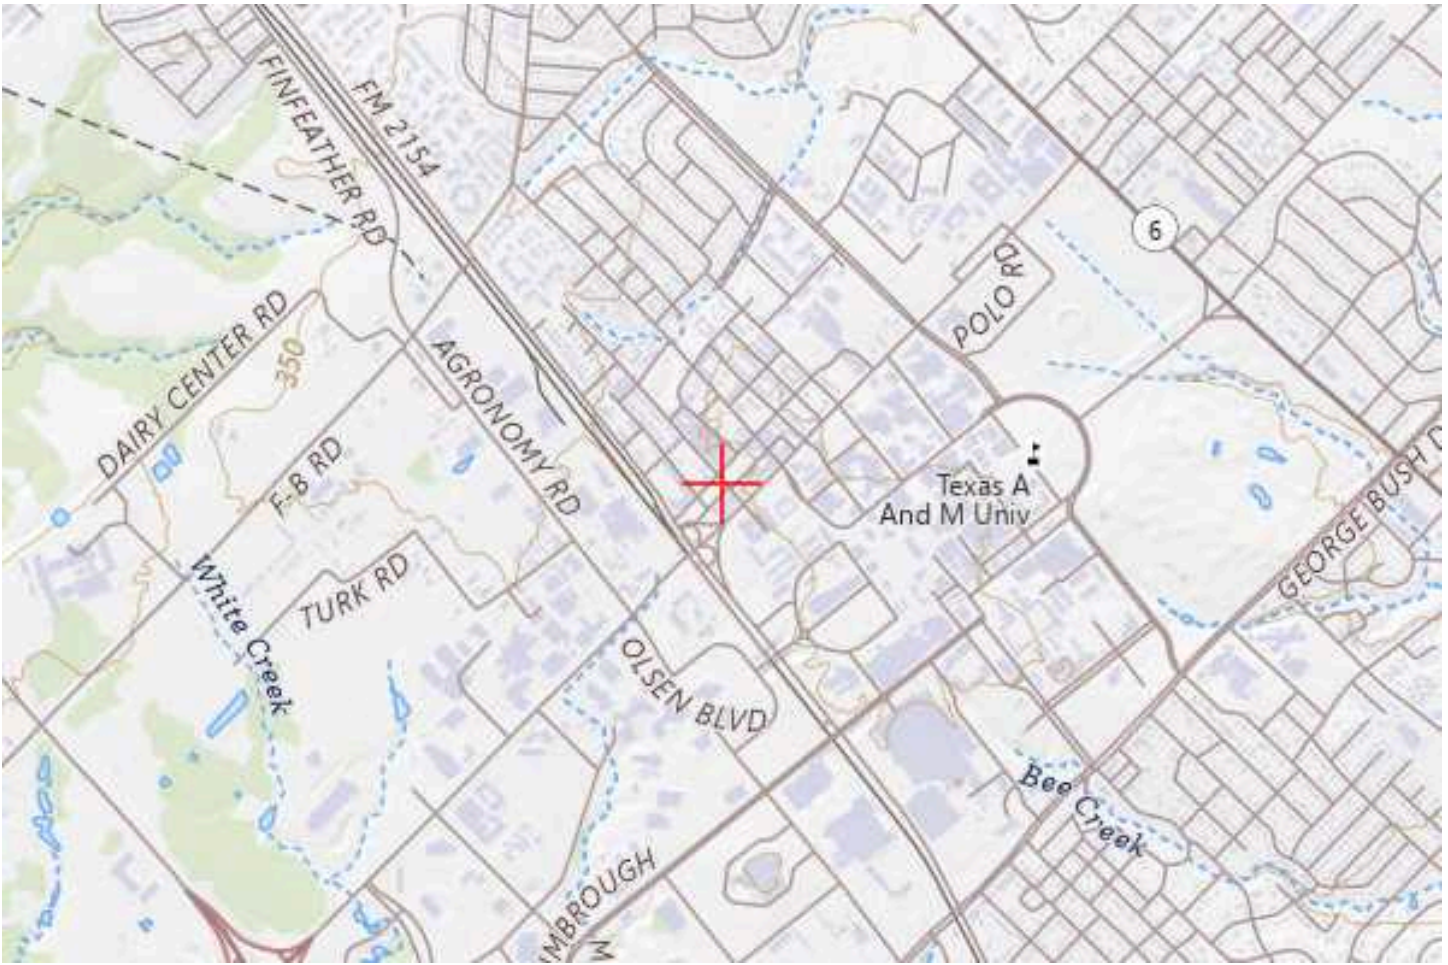 FINFEATHER RD
FM 2154
6
POLO RD
DAIRY CENTER RD
350
AGRONOMY RD
F-B RD
Texas A
And M Univ
GEORGE BUSH D
White Creek
TURK RD
OLSEN BLVD
Bee Creek
IMBROUGH
M